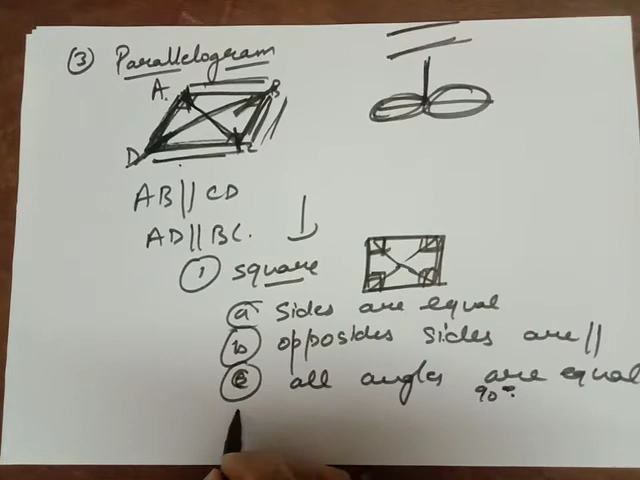 (3) Parallelogram
A B
D C
AB || CD
AD || BC.
(1) square
(a) Sides are equal
(b) opposides sides are ||
(c) all angles are equal
90°